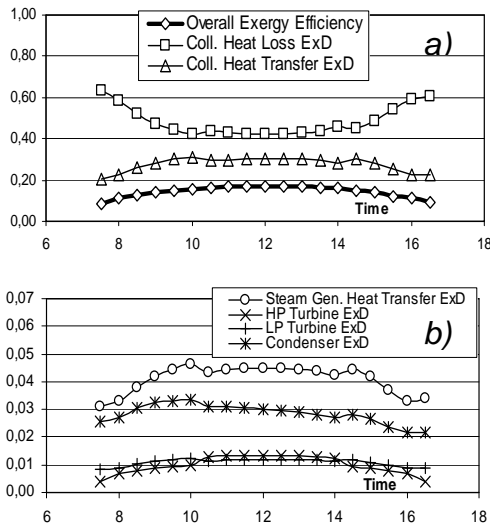 1,00
Overall Exergy Efficiency
Coll. Heat Loss ExD
Coll. Heat Transfer ExD
a)
0,80
0,60
0,40
0,20
0,00
Time
6 8 10 12 14 16 18
0,07
Steam Gen. Heat Transfer ExD
HP Turbine ExD
LP Turbine ExD
Condenser ExD
b)
0,06
0,05
0,04
0,03
0,02
0,01
0,00
Time
6 8 10 12 14 16 18